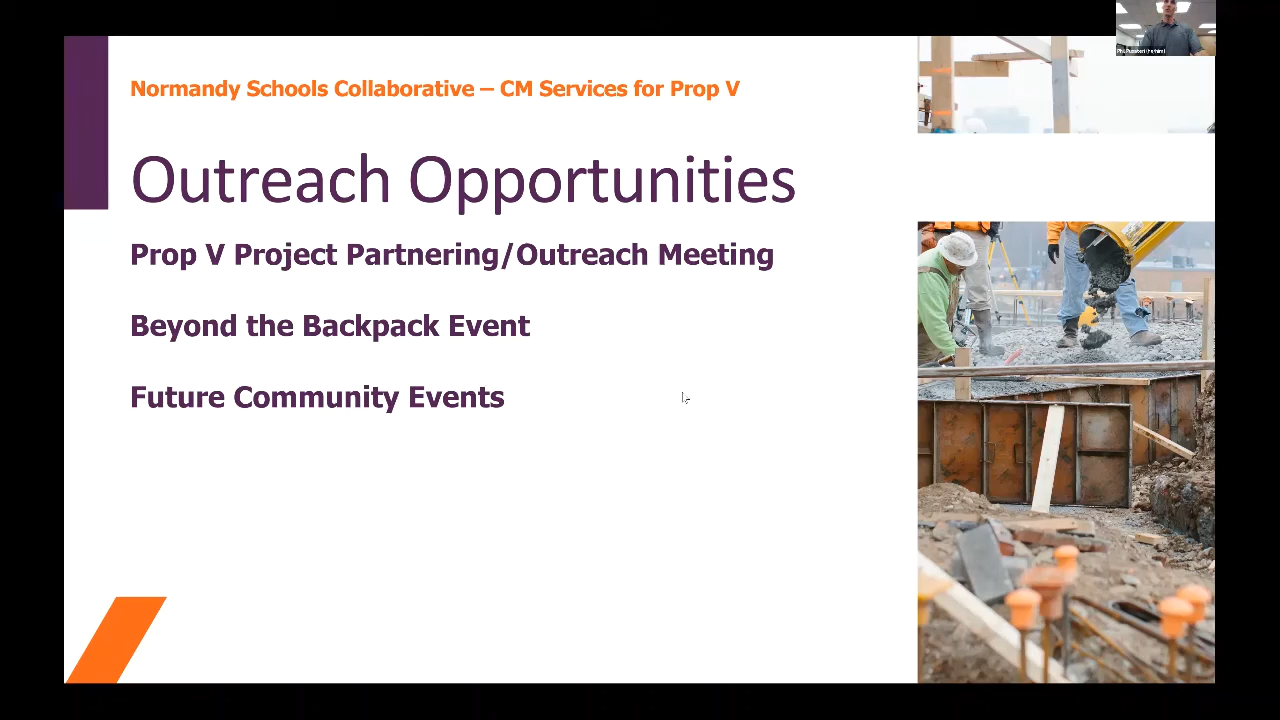 Normandy Schools Collaborative – CM Services for Prop V
Outreach Opportunities
Prop V Project Partnering/Outreach Meeting
Beyond the Backpack Event
Future Community Events